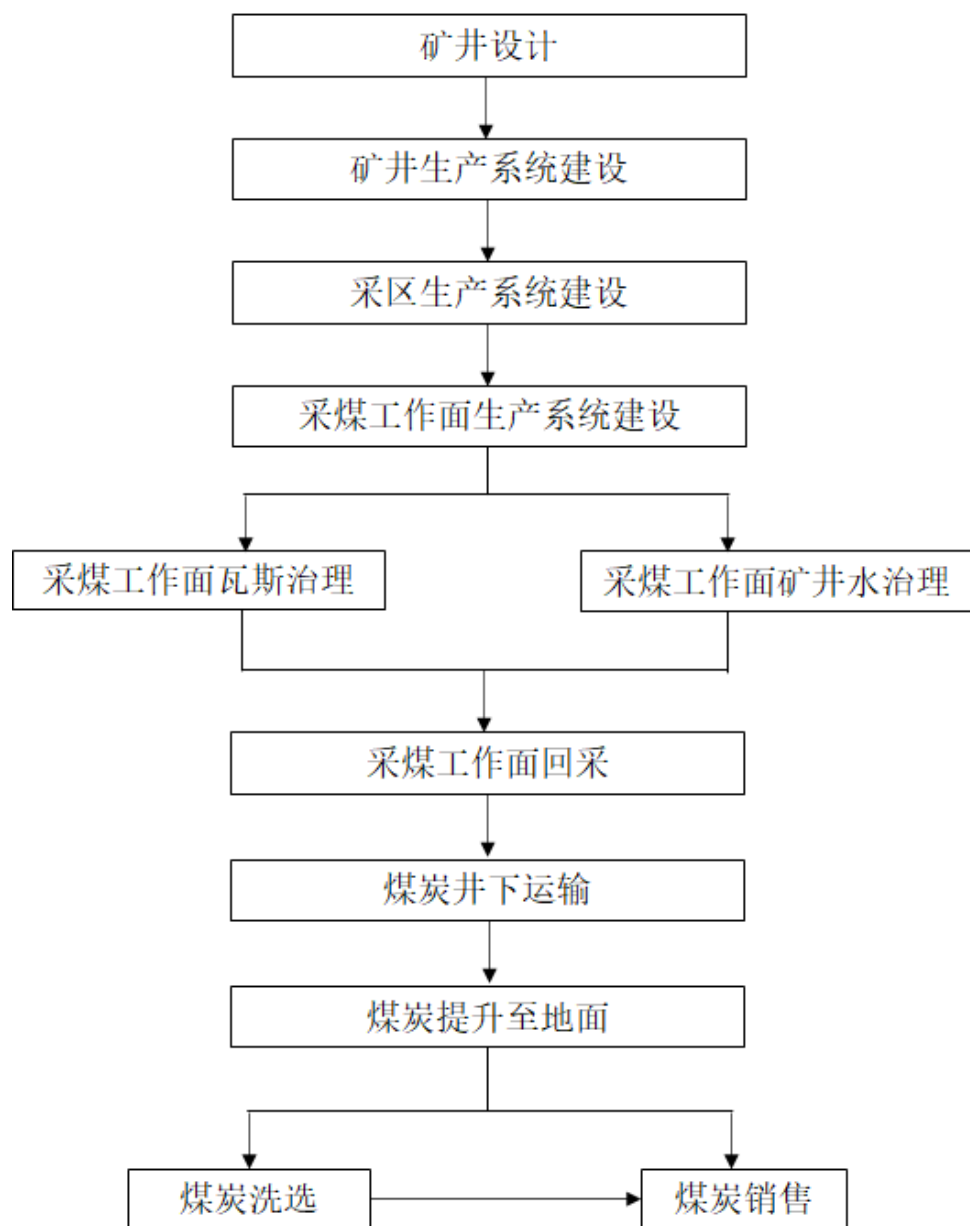 矿井设计
矿井生产系统建设
采区生产系统建设
采煤工作面生产系统建设
采煤工作面瓦斯治理
采煤工作面矿井水治理
采煤工作面回采
煤炭井下运输
煤炭提升至地面
煤炭洗选
煤炭销售